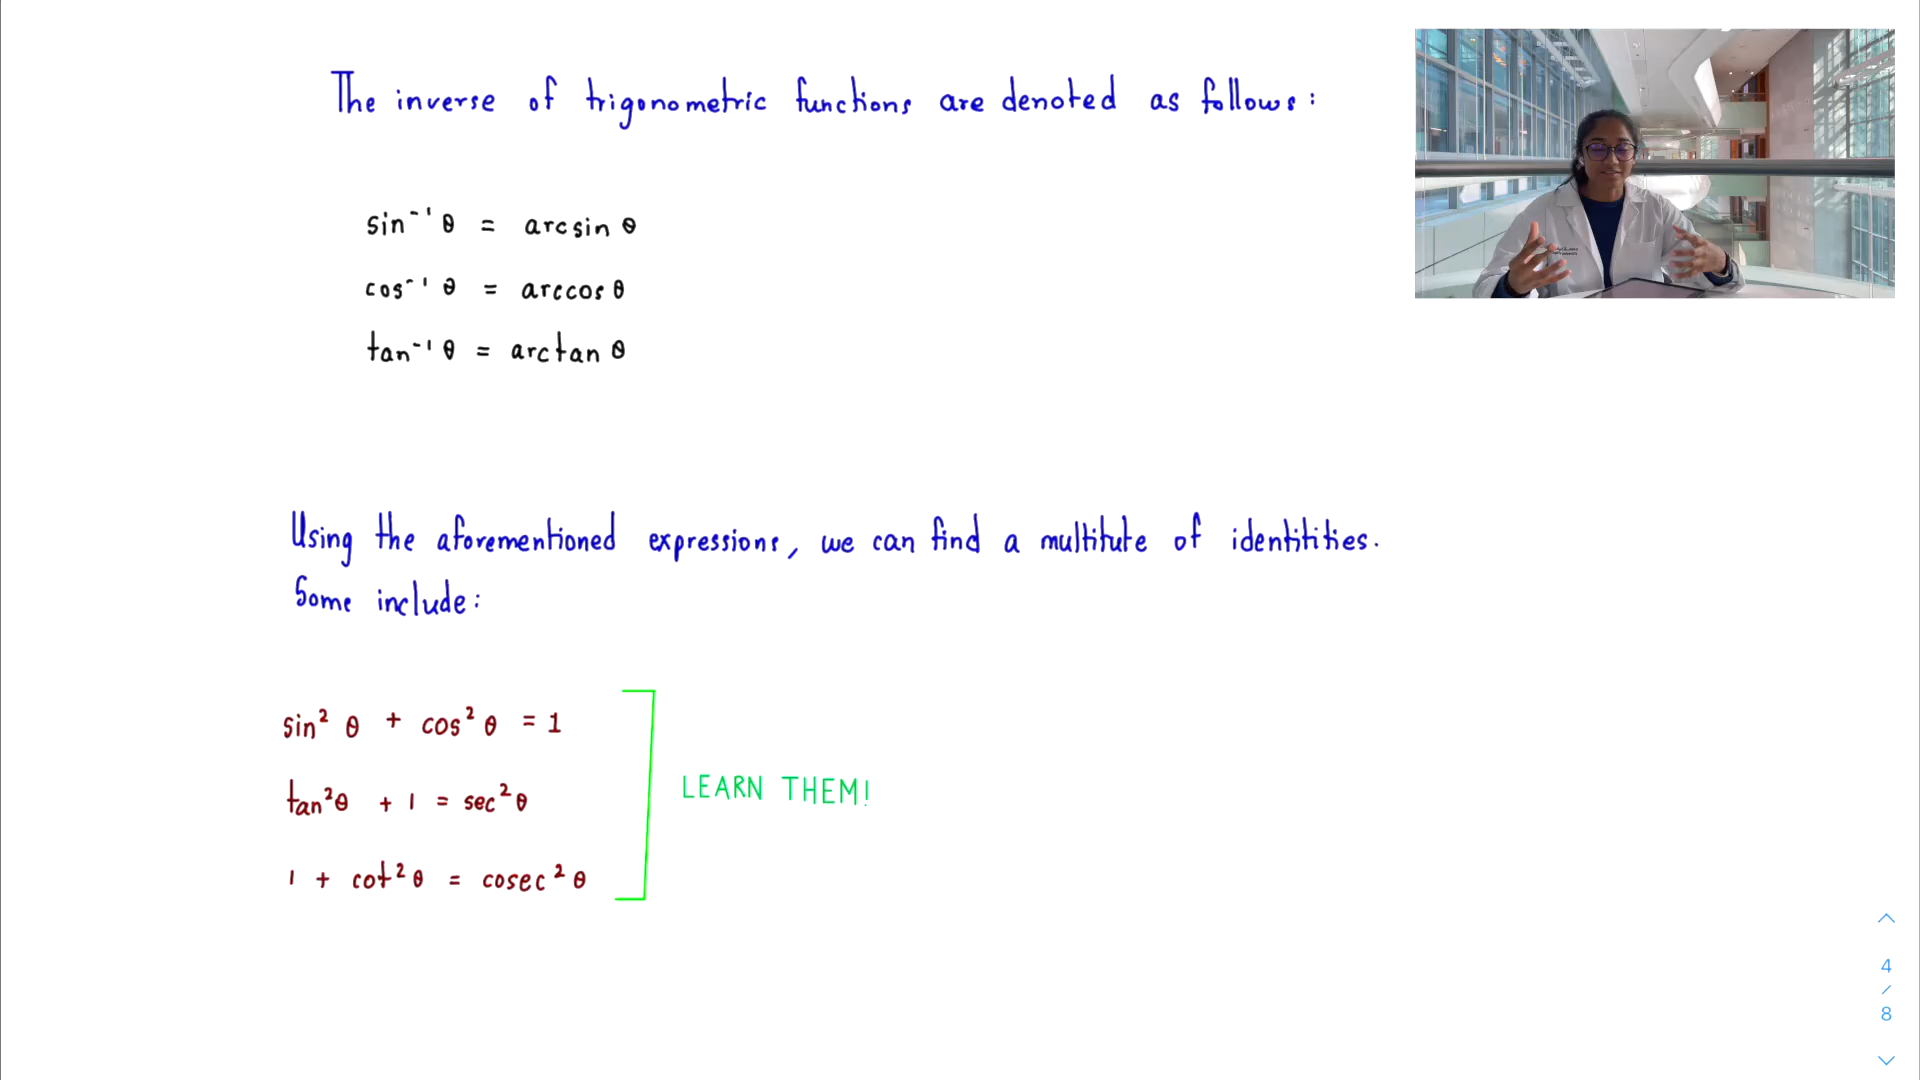 The inverse of trigonometric functions are denoted as follows:
sin⁻¹ θ = arcsin θ
cos⁻¹ θ = arccos θ
tan⁻¹ θ = arctan θ
Using the aforementioned expressions, we can find a multitute of identitities.
Some include:
sin² θ + cos² θ = 1
tan²θ + 1 = sec²θ
1 + cot²θ = cosec²θ
LEARN THEM!
4
/
8